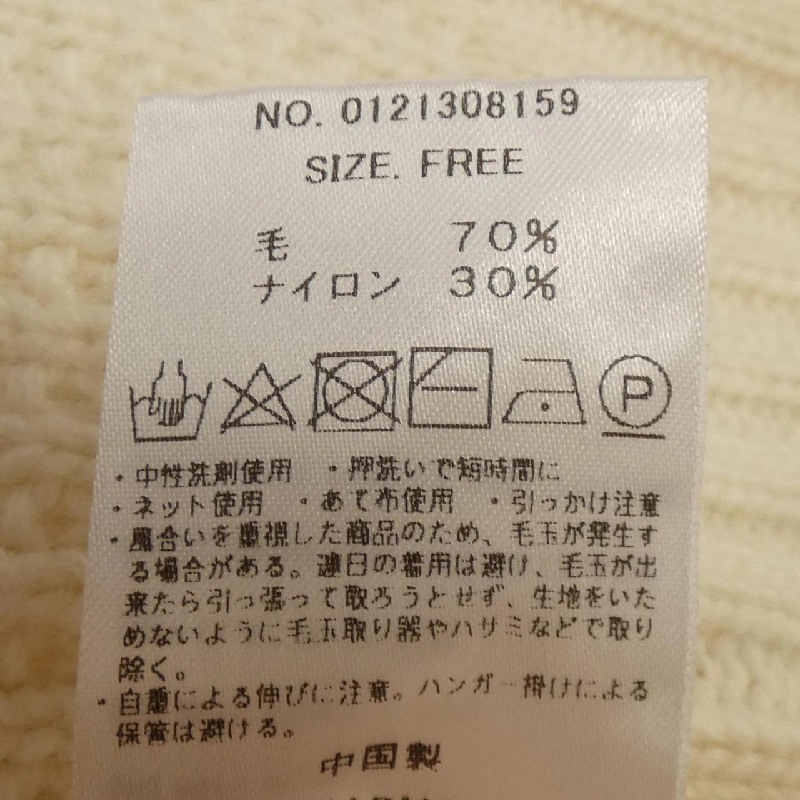 NO. 0121308159
SIZE. FREE
毛 70%
ナイロン 30%
P
・中性洗剤使用 ・押洗いで短時間に
・ネット使用 ・あて布使用 ・引っかけ注意
・風合いを重視した商品のため、毛玉が発生す
る場合がある。連日の着用は避け、毛玉が出
来たら引っ張って取ろうとせず、生地をいた
めないように毛玉取り器やハサミなどで取り
除く。
・自重による伸びに注意。ハンガー掛けによる
保管は避ける。
中国製